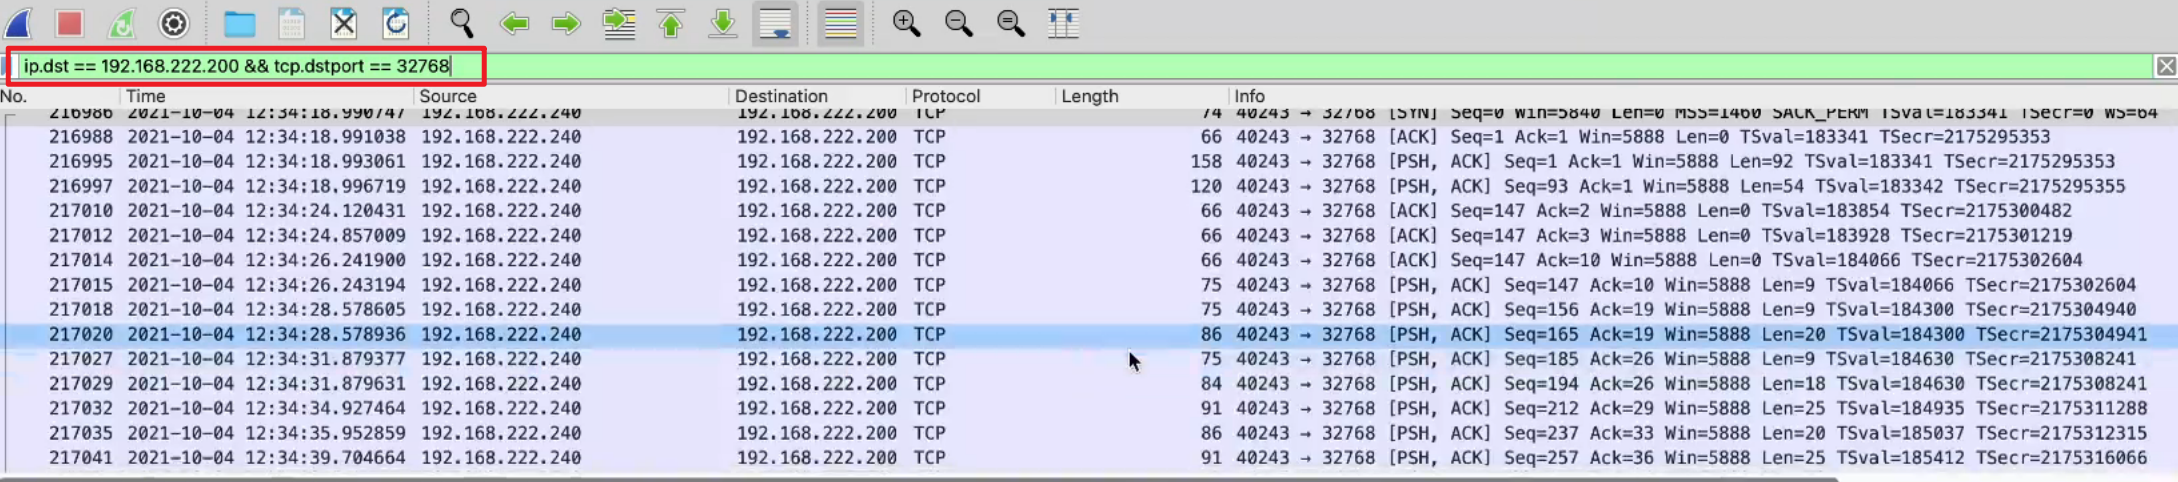 ip.dst == 192.168.222.200 && tcp.dstport == 32768
No. Time Source Destination Protocol Length Info
216986 2021-10-04 12:34:18.990747 192.168.222.240 192.168.222.200 TCP 74 40243 → 32768 [SYN] Seq=0 Win=5840 Len=0 MSS=1460 SACK_PERM TSval=183341 TSecr=0 WS=64
216988 2021-10-04 12:34:18.991038 192.168.222.240 192.168.222.200 TCP 66 40243 → 32768 [ACK] Seq=1 Ack=1 Win=5888 Len=0 TSval=183341 TSecr=2175295353
216995 2021-10-04 12:34:18.993061 192.168.222.240 192.168.222.200 TCP 158 40243 → 32768 [PSH, ACK] Seq=1 Ack=1 Win=5888 Len=92 TSval=183341 TSecr=2175295353
216997 2021-10-04 12:34:18.996719 192.168.222.240 192.168.222.200 TCP 120 40243 → 32768 [PSH, ACK] Seq=93 Ack=1 Win=5888 Len=54 TSval=183342 TSecr=2175295355
217010 2021-10-04 12:34:24.120431 192.168.222.240 192.168.222.200 TCP 66 40243 → 32768 [ACK] Seq=147 Ack=2 Win=5888 Len=0 TSval=183854 TSecr=2175300482
217012 2021-10-04 12:34:24.857009 192.168.222.240 192.168.222.200 TCP 66 40243 → 32768 [ACK] Seq=147 Ack=3 Win=5888 Len=0 TSval=183928 TSecr=2175301219
217014 2021-10-04 12:34:26.241900 192.168.222.240 192.168.222.200 TCP 66 40243 → 32768 [ACK] Seq=147 Ack=10 Win=5888 Len=0 TSval=184066 TSecr=2175302604
217015 2021-10-04 12:34:26.243194 192.168.222.240 192.168.222.200 TCP 75 40243 → 32768 [PSH, ACK] Seq=147 Ack=10 Win=5888 Len=9 TSval=184066 TSecr=2175302604
217018 2021-10-04 12:34:28.578605 192.168.222.240 192.168.222.200 TCP 75 40243 → 32768 [PSH, ACK] Seq=156 Ack=19 Win=5888 Len=9 TSval=184300 TSecr=2175304940
217020 2021-10-04 12:34:28.578936 192.168.222.240 192.168.222.200 TCP 86 40243 → 32768 [PSH, ACK] Seq=165 Ack=19 Win=5888 Len=20 TSval=184300 TSecr=2175304941
217027 2021-10-04 12:34:31.879377 192.168.222.240 192.168.222.200 TCP 75 40243 → 32768 [PSH, ACK] Seq=185 Ack=26 Win=5888 Len=9 TSval=184630 TSecr=2175308241
217029 2021-10-04 12:34:31.879631 192.168.222.240 192.168.222.200 TCP 84 40243 → 32768 [PSH, ACK] Seq=194 Ack=26 Win=5888 Len=18 TSval=184630 TSecr=2175308241
217032 2021-10-04 12:34:34.927464 192.168.222.240 192.168.222.200 TCP 91 40243 → 32768 [PSH, ACK] Seq=212 Ack=29 Win=5888 Len=25 TSval=184935 TSecr=2175311288
217035 2021-10-04 12:34:35.952859 192.168.222.240 192.168.222.200 TCP 86 40243 → 32768 [PSH, ACK] Seq=237 Ack=33 Win=5888 Len=20 TSval=185037 TSecr=2175312315
217041 2021-10-04 12:34:39.704664 192.168.222.240 192.168.222.200 TCP 91 40243 → 32768 [PSH, ACK] Seq=257 Ack=36 Win=5888 Len=25 TSval=185412 TSecr=2175316066